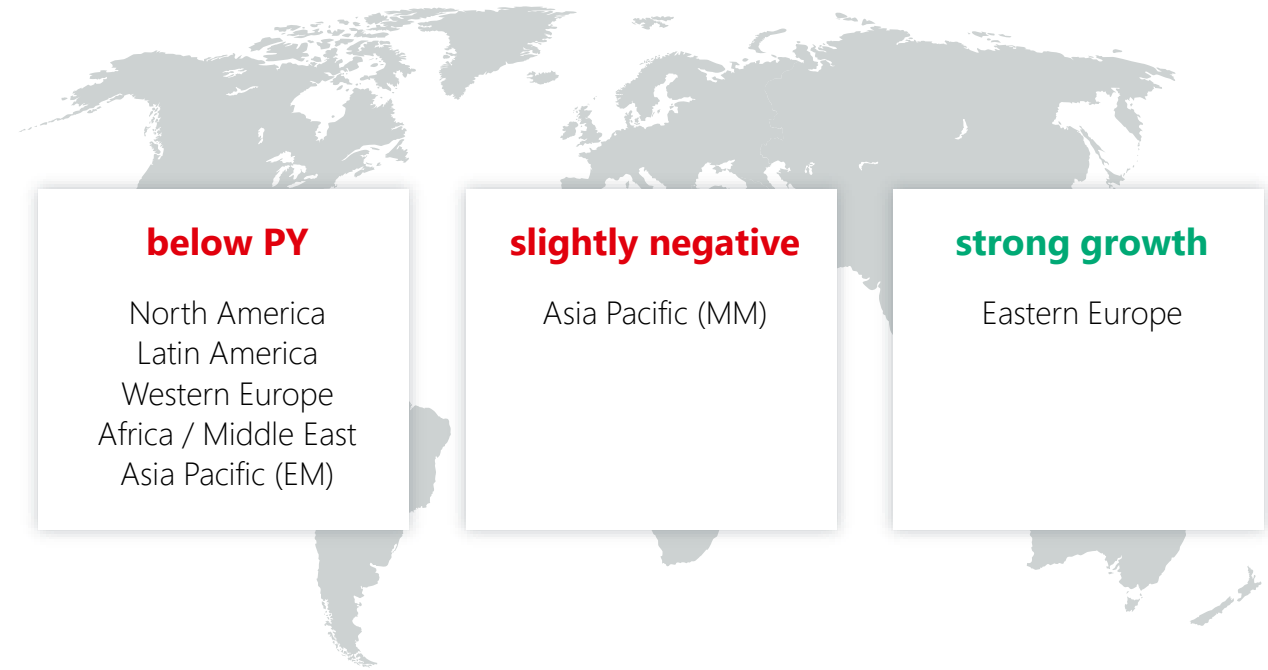 below PY
North America
Latin America
Western Europe
Africa / Middle East
Asia Pacific (EM)
slightly negative
Asia Pacific (MM)
strong growth
Eastern Europe